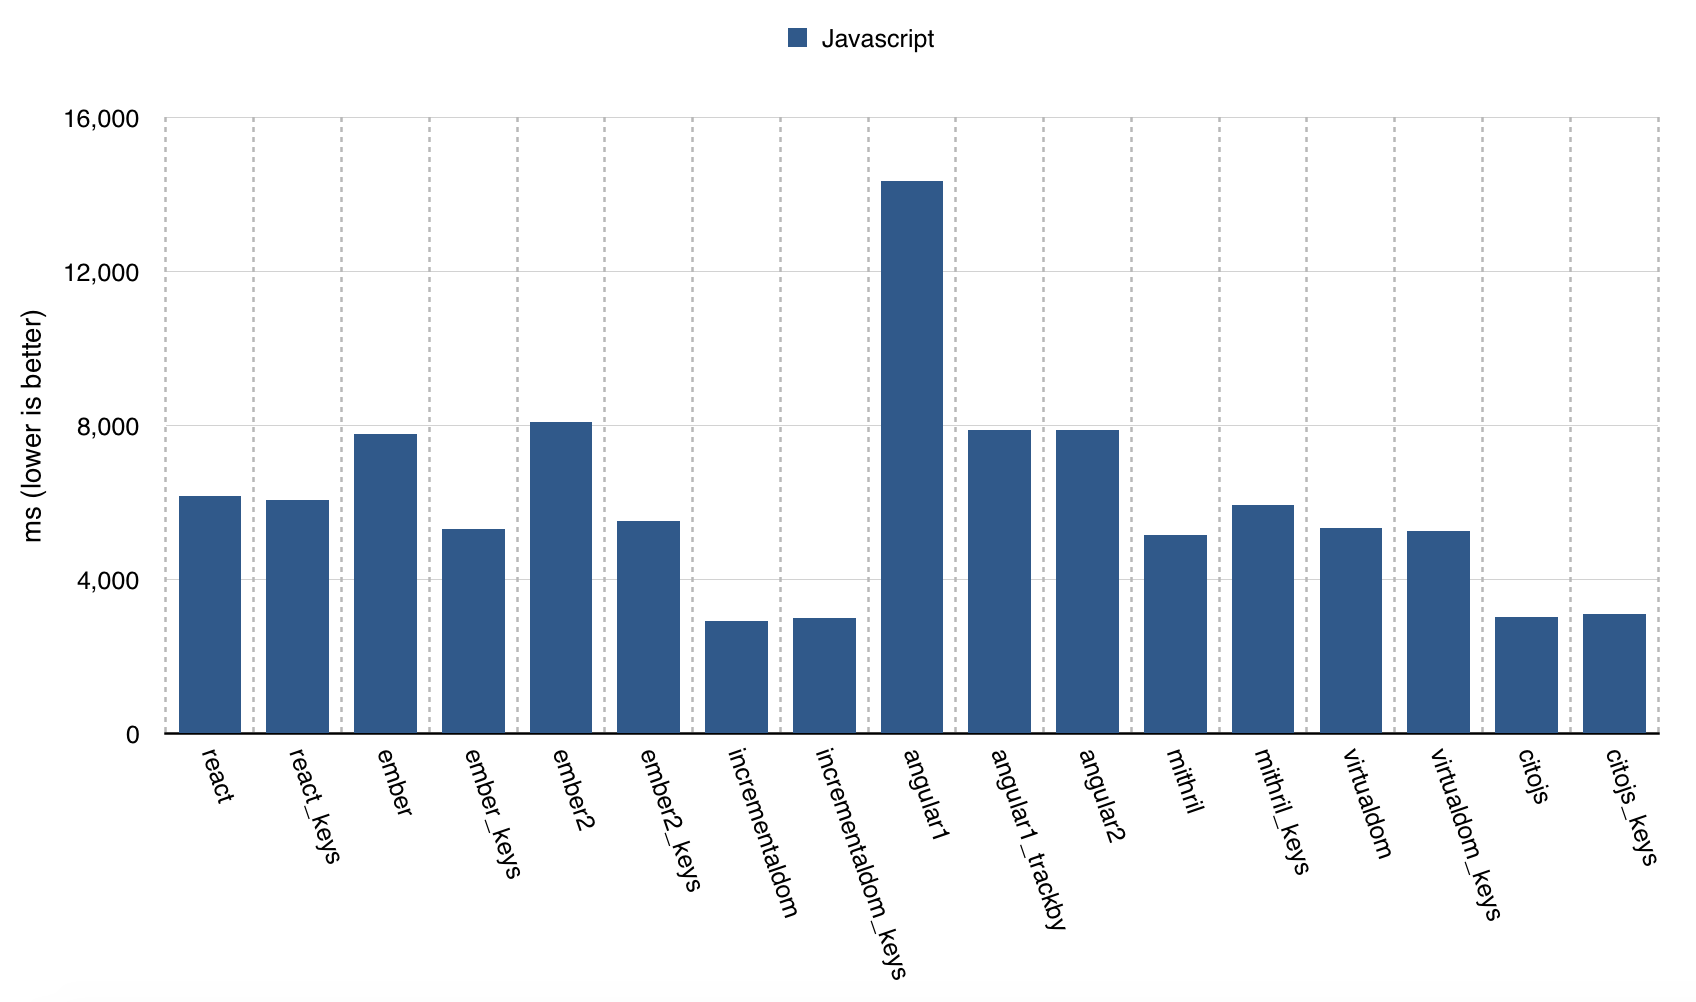 Javascript
16,000
12,000
8,000
4,000
0
ms (lower is better)
react
react_keys
ember
ember_keys
ember2
ember2_keys
incrementaldom
incrementaldom_keys
angular1
angular1_trackby
angular2
mithril
mithril_keys
virtualdom
virtualdom_keys
citojs
citojs_keys